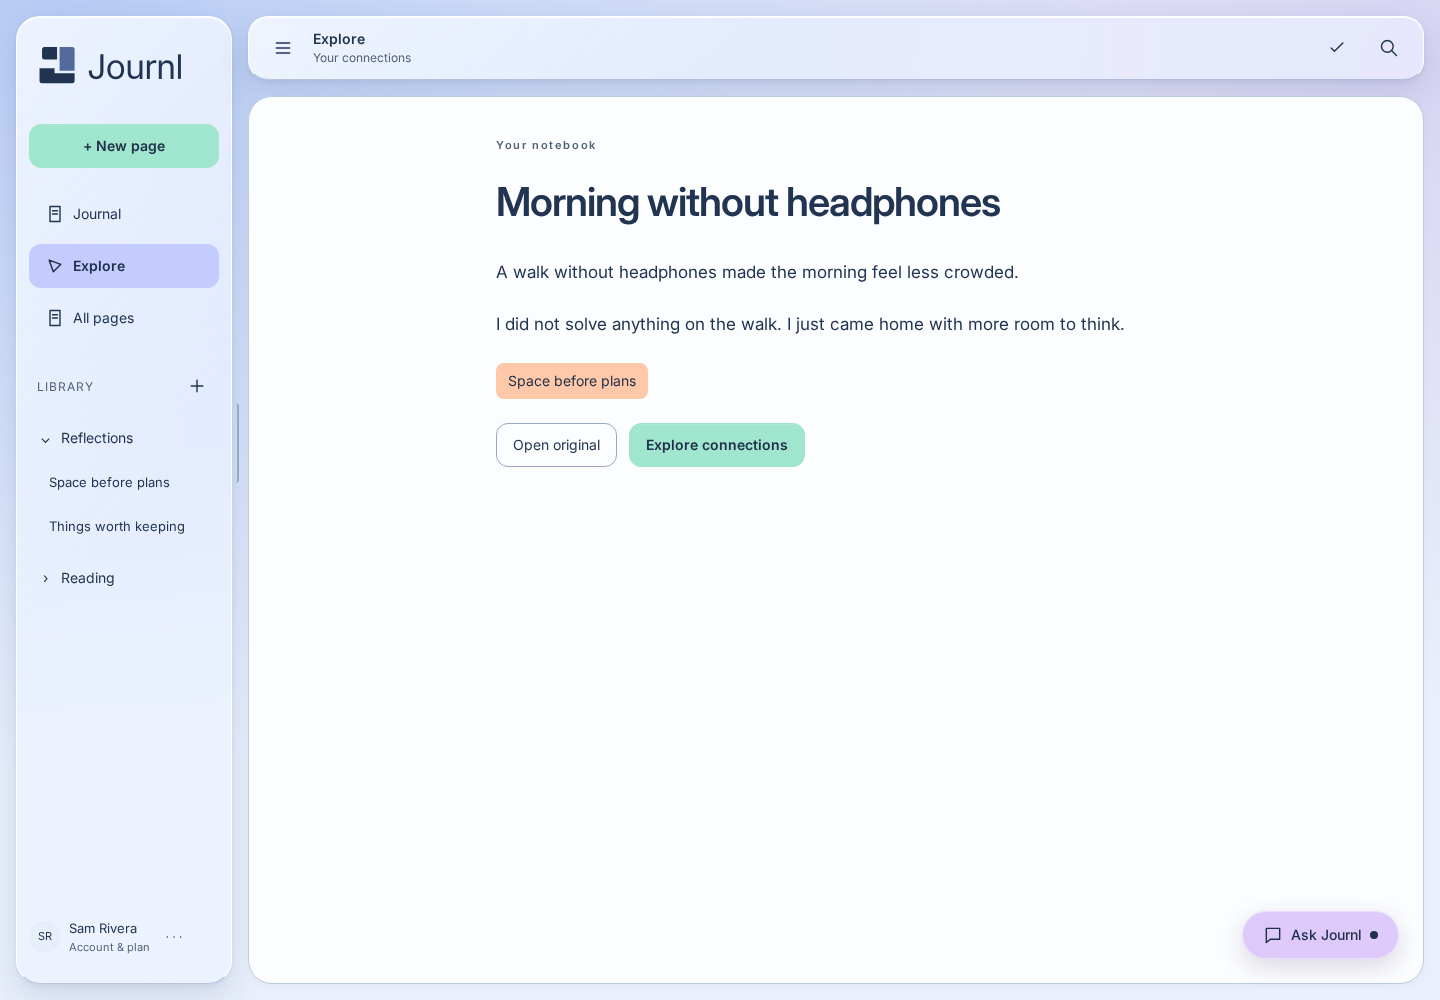 Journl
+ New page
Journal
Explore
All pages
LIBRARY
Reflections
Space before plans
Things worth keeping
Reading
SR
Sam Rivera
Account & plan
...
Explore
Your connections
Your notebook
Morning without headphones
A walk without headphones made the morning feel less crowded.
I did not solve anything on the walk. I just came home with more room to think.
Space before plans
Open original
Explore connections
Ask Journl